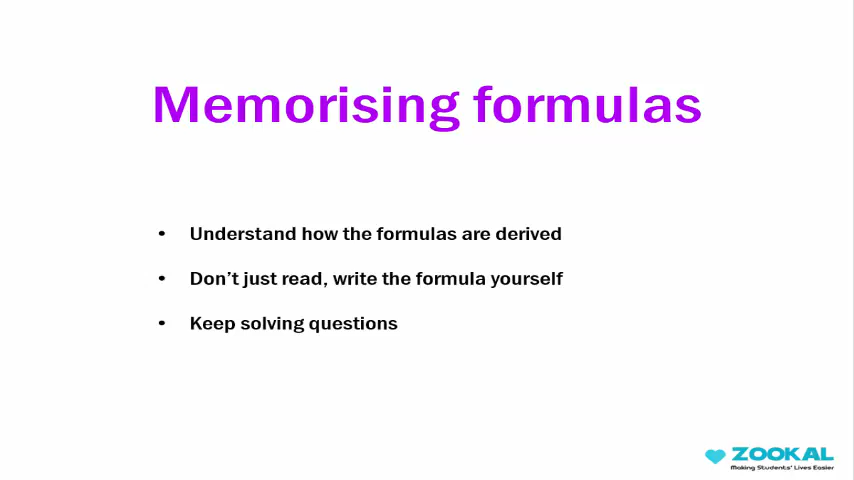 Memorising formulas
• Understand how the formulas are derived
• Don't just read, write the formula yourself
• Keep solving questions
ZOOKAL
Making Students' Lives Easier